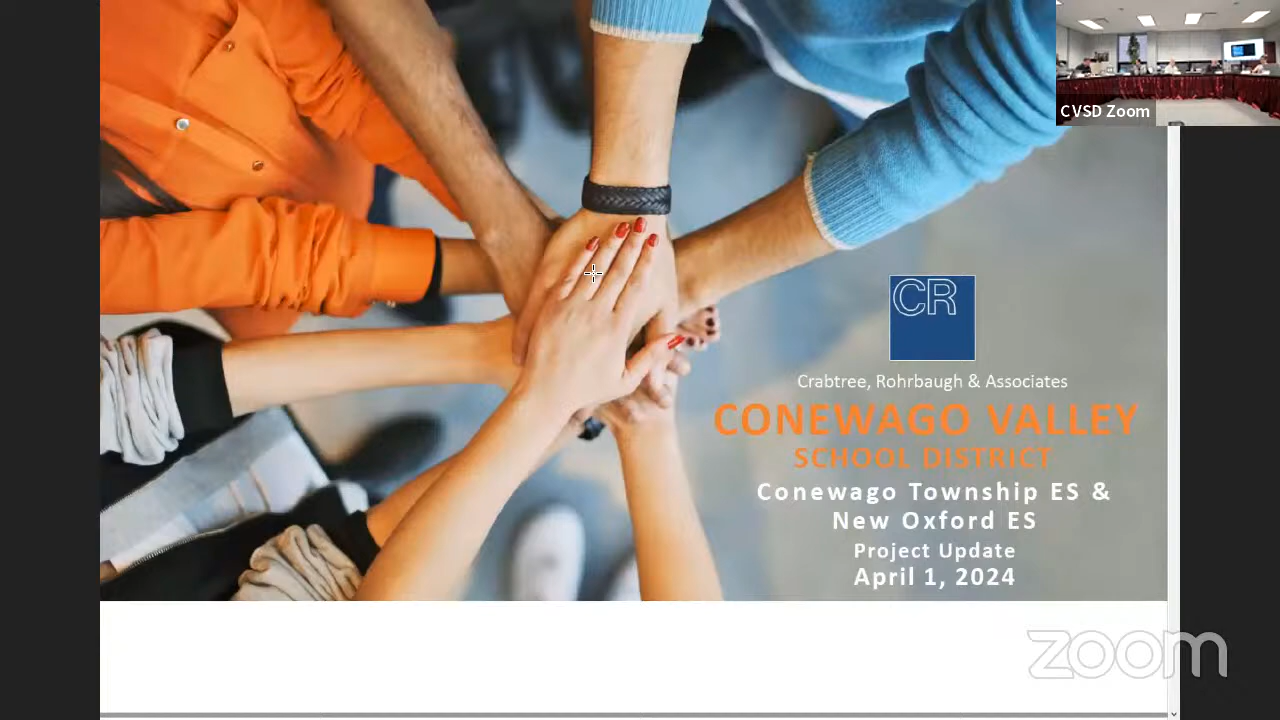 CVSD Zoom
CR
Crabtree, Rohrbaugh & Associates
CONEWAGO VALLEY
SCHOOL DISTRICT
Conewago Township ES &
New Oxford ES
Project Update
April 1, 2024
zoom